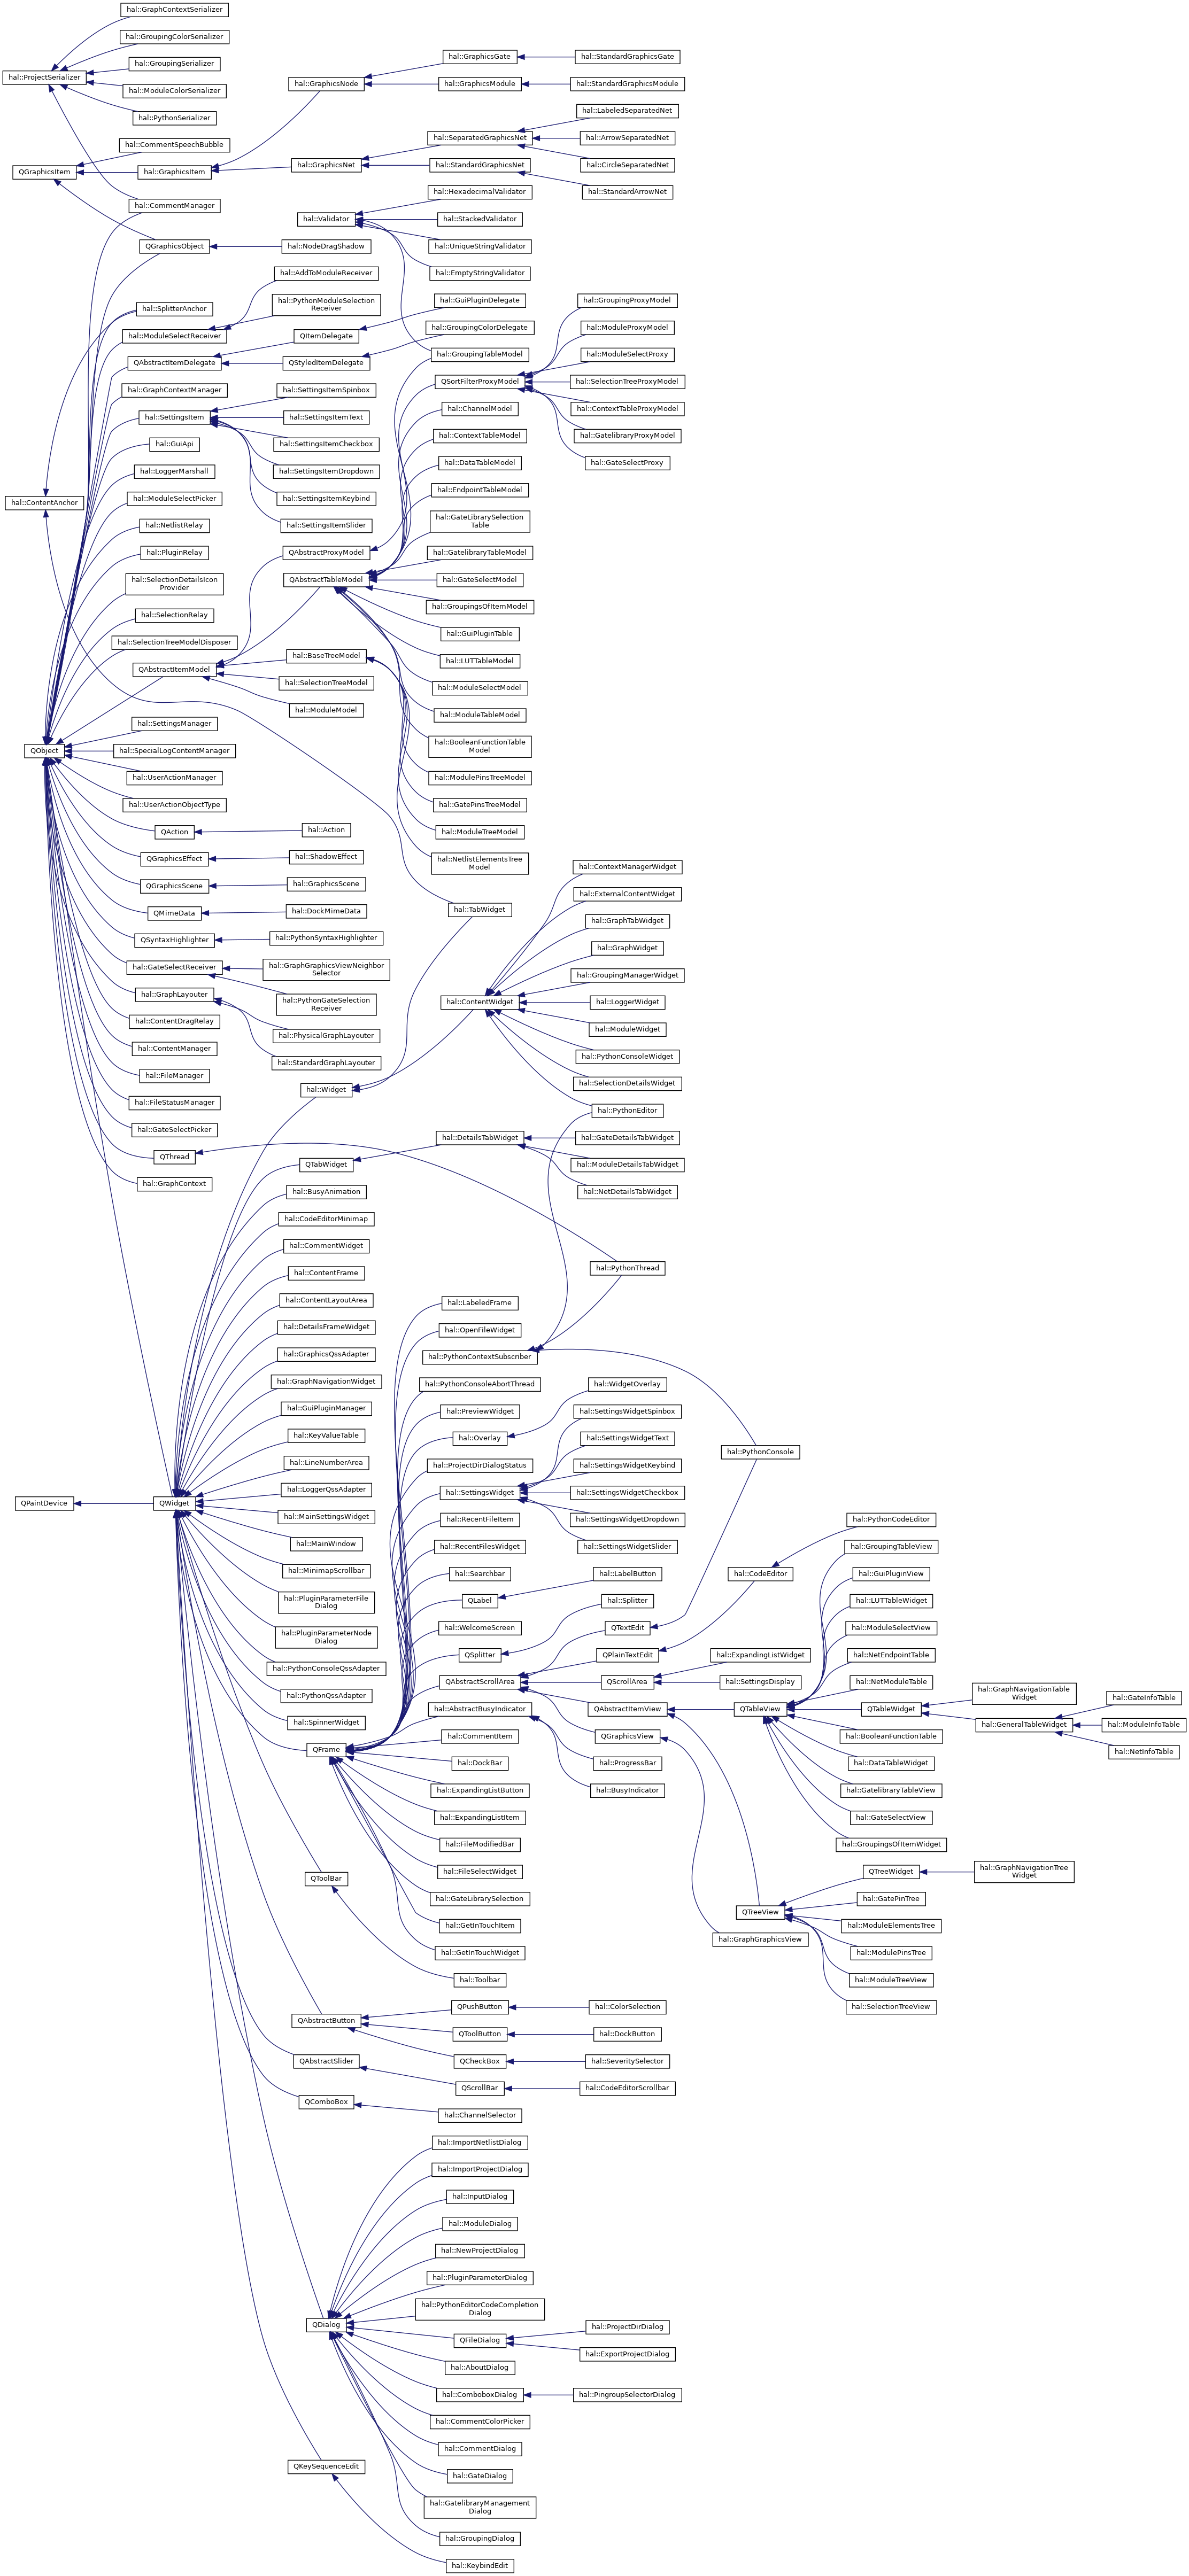 hal::GraphContextSerializer
hal::GroupingColorSerializer
hal::GroupingSerializer
hal::ProjectSerializer
hal::ModuleColorSerializer
hal::PythonSerializer
hal::GraphicsGate
hal::StandardGraphicsGate
hal::GraphicsNode
hal::GraphicsModule
hal::StandardGraphicsModule
hal::LabeledSeparatedNet
hal::SeparatedGraphicsNet
hal::ArrowSeparatedNet
hal::CommentSpeechBubble
hal::GraphicsNet
hal::CircleSeparatedNet
QGraphicsItem
hal::GraphicsItem
hal::StandardGraphicsNet
hal::StandardArrowNet
hal::HexadecimalValidator
hal::CommentManager
hal::Validator
hal::StackedValidator
QGraphicsObject
hal::NodeDragShadow
hal::UniqueStringValidator
hal::AddToModuleReceiver
hal::EmptyStringValidator
hal::SplitterAnchor
hal::PythonModuleSelection
Receiver
hal::GuiPluginDelegate
hal::GroupingProxyModel
hal::ModuleSelectReceiver
QItemDelegate
hal::GroupingColorDelegate
hal::ModuleProxyModel
QAbstractItemDelegate
QStyledItemDelegate
hal::GroupingTableModel
hal::ModuleSelectProxy
hal::GraphContextManager
hal::SettingsItemSpinbox
QSortFilterProxyModel
hal::SelectionTreeProxyModel
hal::SettingsItem
hal::SettingsItemText
hal::ChannelModel
hal::ContextTableProxyModel
hal::GuiApi
hal::SettingsItemCheckbox
hal::ContextTableModel
hal::GatelibraryProxyModel
hal::LoggerMarshall
hal::SettingsItemDropdown
hal::DataTableModel
hal::GateSelectProxy
hal::ContentAnchor
hal::ModuleSelectPicker
hal::SettingsItemKeybind
hal::EndpointTableModel
hal::NetlistRelay
hal::SettingsItemSlider
hal::GateLibrarySelection
Table
hal::PluginRelay
QAbstractProxyModel
hal::GatelibraryTableModel
hal::SelectionDetailsIcon
Provider
QAbstractTableModel
hal::GateSelectModel
hal::SelectionRelay
hal::GroupingsOfItemModel
hal::SelectionTreeModelDisposer
hal::GuiPluginTable
QAbstractItemModel
hal::BaseTreeModel
hal::LUTTableModel
hal::SelectionTreeModel
hal::ModuleSelectModel
hal::ModuleModel
hal::ModuleTableModel
hal::SettingsManager
QObject
hal::SpecialLogContentManager
hal::BooleanFunctionTable
Model
hal::UserActionManager
hal::ModulePinsTreeModel
hal::UserActionObjectType
hal::GatePinsTreeModel
QAction
hal::Action
hal::ModuleTreeModel
QGraphicsEffect
hal::ShadowEffect
hal::NetlistElementsTree
Model
hal::ContextManagerWidget
QGraphicsScene
hal::GraphicsScene
hal::ExternalContentWidget
QMimeData
hal::DockMimeData
hal::TabWidget
hal::GraphTabWidget
QSyntaxHighlighter
hal::PythonSyntaxHighlighter
hal::GraphWidget
hal::GateSelectReceiver
hal::GraphGraphicsViewNeighbor
Selector
hal::GroupingManagerWidget
hal::GraphLayouter
hal::PythonGateSelection
Receiver
hal::ContentWidget
hal::LoggerWidget
hal::ContentDragRelay
hal::PhysicalGraphLayouter
hal::ModuleWidget
hal::ContentManager
hal::StandardGraphLayouter
hal::PythonConsoleWidget
hal::FileManager
hal::Widget
hal::SelectionDetailsWidget
hal::FileStatusManager
hal::PythonEditor
hal::GateSelectPicker
hal::DetailsTabWidget
hal::GateDetailsTabWidget
QThread
QTabWidget
hal::ModuleDetailsTabWidget
hal::GraphContext
hal::BusyAnimation
hal::NetDetailsTabWidget
hal::CodeEditorMinimap
hal::CommentWidget
hal::ContentFrame
hal::PythonThread
hal::ContentLayoutArea
hal::LabeledFrame
hal::DetailsFrameWidget
hal::OpenFileWidget
hal::GraphicsQssAdapter
hal::PythonContextSubscriber
hal::GraphNavigationWidget
hal::PythonConsoleAbortThread
hal::WidgetOverlay
hal::GuiPluginManager
hal::PreviewWidget
hal::SettingsWidgetSpinbox
hal::KeyValueTable
hal::Overlay
hal::SettingsWidgetText
hal::PythonConsole
hal::LineNumberArea
hal::ProjectDirDialogStatus
hal::SettingsWidgetKeybind
hal::LoggerQssAdapter
hal::SettingsWidget
hal::SettingsWidgetCheckbox
QPaintDevice
QWidget
hal::MainSettingsWidget
hal::RecentFileItem
hal::SettingsWidgetDropdown
hal::PythonCodeEditor
hal::MainWindow
hal::RecentFilesWidget
hal::SettingsWidgetSlider
hal::GroupingTableView
hal::MinimapScrollbar
hal::Searchbar
hal::LabelButton
hal::CodeEditor
hal::GuiPluginView
hal::PluginParameterFile
Dialog
QLabel
hal::Splitter
hal::LUTTableWidget
hal::PluginParameterNode
Dialog
hal::WelcomeScreen
QTextEdit
hal::ModuleSelectView
QSplitter
QPlainTextEdit
hal::ExpandingListWidget
hal::NetEndpointTable
hal::PythonConsoleQssAdapter
QAbstractScrollArea
QScrollArea
hal::SettingsDisplay
hal::NetModuleTable
hal::GraphNavigationTable
Widget
hal::GateInfoTable
hal::PythonQssAdapter
hal::AbstractBusyIndicator
QAbstractItemView
QTableView
QTableWidget
hal::GeneralTableWidget
hal::ModuleInfoTable
hal::SpinnerWidget
hal::CommentItem
QGraphicsView
hal::BooleanFunctionTable
hal::NetInfoTable
QFrame
hal::DockBar
hal::ProgressBar
hal::DataTableWidget
hal::ExpandingListButton
hal::BusyIndicator
hal::GatelibraryTableView
hal::ExpandingListItem
hal::GateSelectView
hal::FileModifiedBar
hal::GroupingsOfItemWidget
hal::FileSelectWidget
QTreeWidget
hal::GraphNavigationTree
Widget
QToolBar
hal::GateLibrarySelection
hal::GatePinTree
QTreeView
hal::GetInTouchItem
hal::ModuleElementsTree
hal::GraphGraphicsView
hal::GetInTouchWidget
hal::ModulePinsTree
hal::Toolbar
hal::ModuleTreeView
hal::SelectionTreeView
QPushButton
hal::ColorSelection
QAbstractButton
QToolButton
hal::DockButton
QAbstractSlider
QCheckBox
hal::SeveritySelector
QScrollBar
hal::CodeEditorScrollbar
QComboBox
hal::ChannelSelector
hal::ImportNetlistDialog
hal::ImportProjectDialog
hal::InputDialog
hal::ModuleDialog
hal::NewProjectDialog
hal::PluginParameterDialog
hal::PythonEditorCodeCompletion
Dialog
QDialog
QFileDialog
hal::ProjectDirDialog
hal::ExportProjectDialog
hal::AboutDialog
hal::ComboboxDialog
hal::PingroupSelectorDialog
hal::CommentColorPicker
hal::CommentDialog
QKeySequenceEdit
hal::GateDialog
hal::GatelibraryManagement
Dialog
hal::GroupingDialog
hal::KeybindEdit